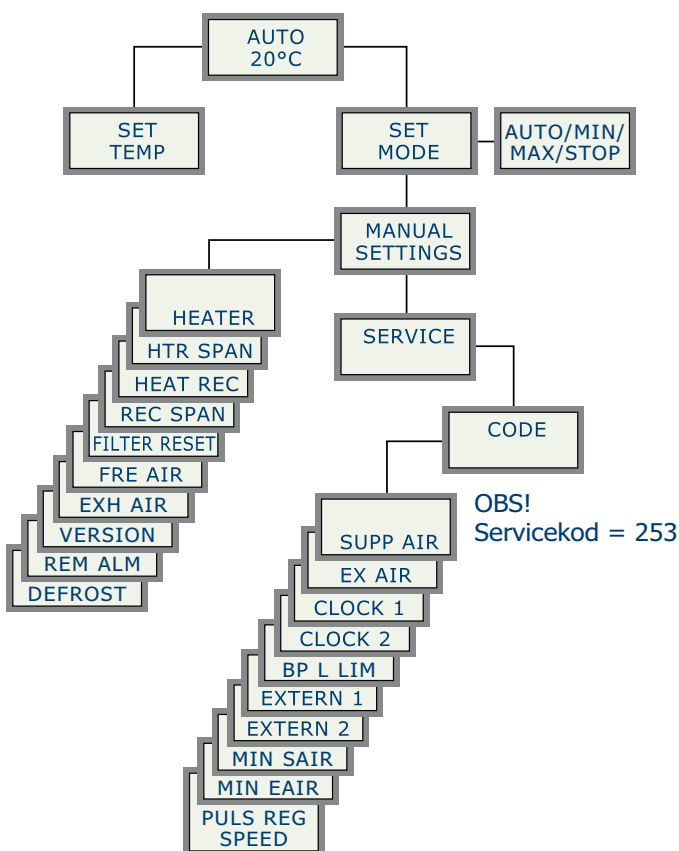 AUTO
20°C
SET
TEMP
SET
MODE
AUTO/MIN/
MAX/STOP
MANUAL
SETTINGS
HEATER
HTR SPAN
HEAT REC
REC SPAN
FILTER RESET
FRE AIR
EXH AIR
VERSION
REM ALM
DEFROST
SERVICE
CODE
OBS!
Servicekod = 253
SUPP AIR
EX AIR
CLOCK 1
CLOCK 2
BP L LIM
EXTERN 1
EXTERN 2
MIN SAIR
MIN EAIR
PULS REG
SPEED